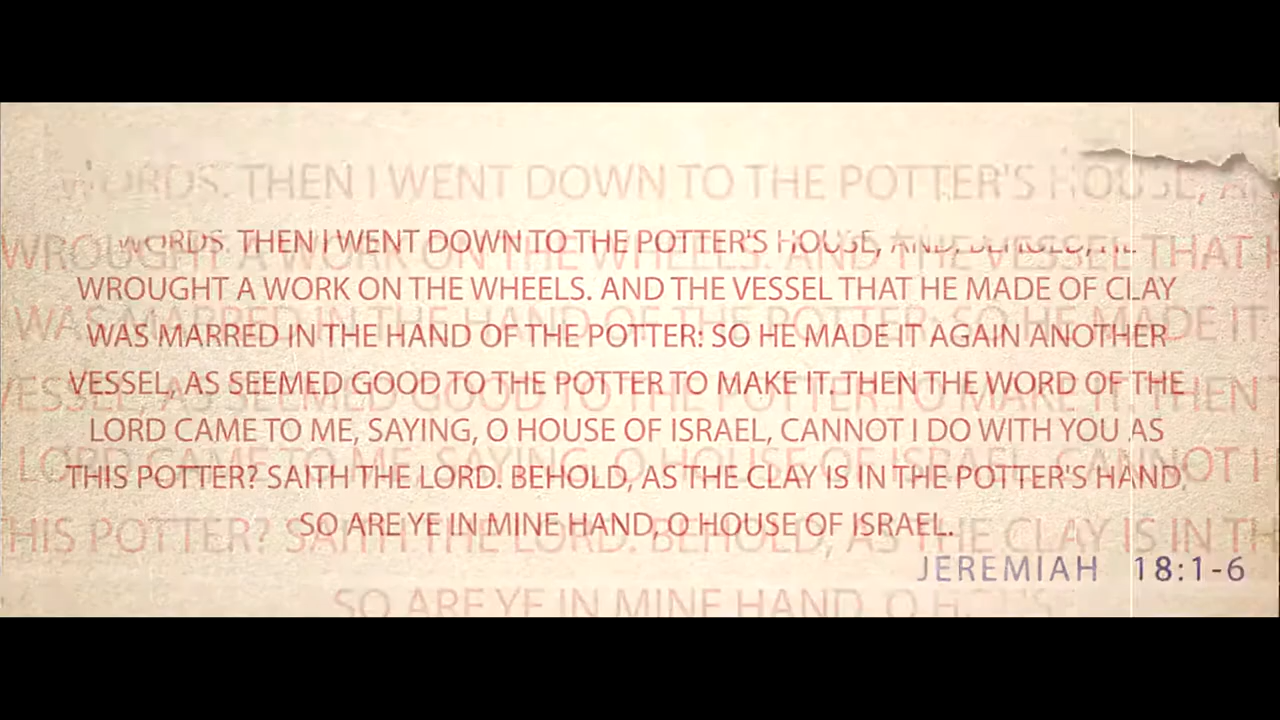 WORDS. THEN I WENT DOWN TO THE POTTER'S HOUSE, AND, BEHOLD, HE
WROUGHT A WORK ON THE WHEELS. AND THE VESSEL THAT HE MADE OF CLAY
WAS MARRED IN THE HAND OF THE POTTER: SO HE MADE IT AGAIN ANOTHER
VESSEL, AS SEEMED GOOD TO THE POTTER TO MAKE IT. THEN THE WORD OF THE
LORD CAME TO ME, SAYING, O HOUSE OF ISRAEL, CANNOT I DO WITH YOU AS
THIS POTTER? SAITH THE LORD. BEHOLD, AS THE CLAY IS IN THE POTTER'S HAND,
SO ARE YE IN MINE HAND, O HOUSE OF ISRAEL.
JEREMIAH 18:1-6